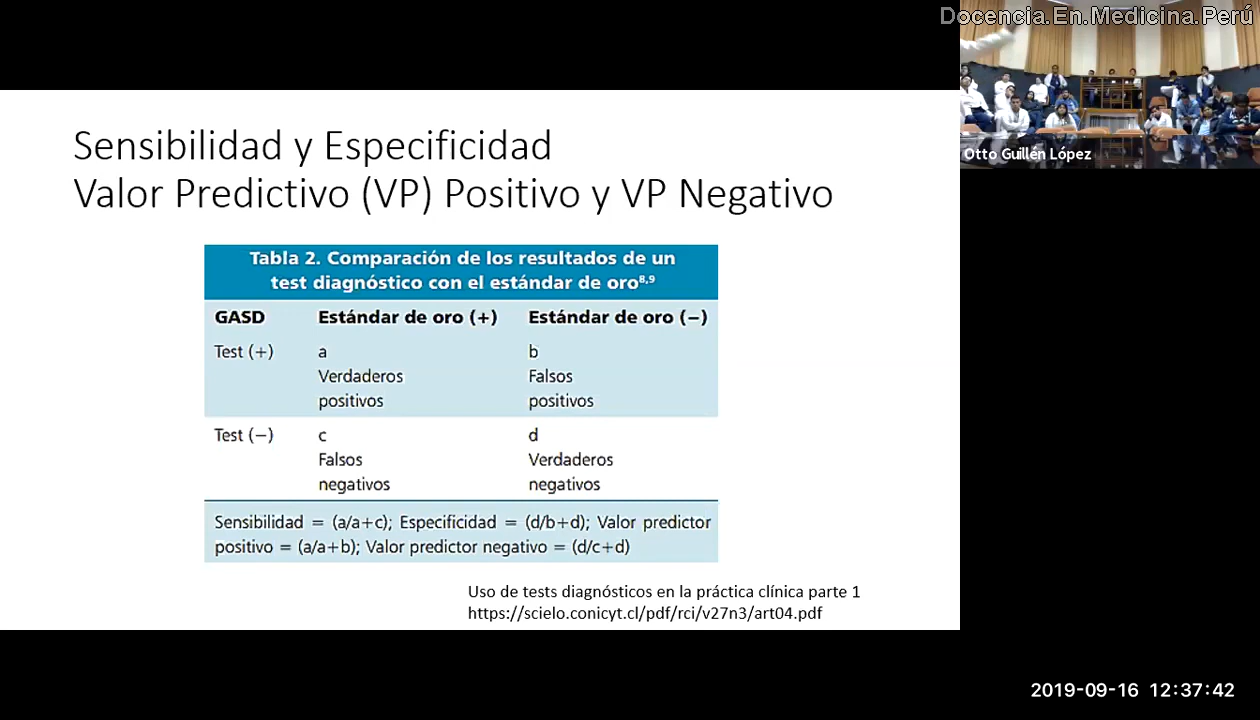 Docencia.En.Medicina.Perú
Otto Guillén López
Sensibilidad y Especificidad
Valor Predictivo (VP) Positivo y VP Negativo
Tabla 2. Comparación de los resultados de un
test diagnóstico con el estándar de oro⁸,⁹
GASD Estándar de oro (+) Estándar de oro (−)
Test (+) a b
Verdaderos Falsos
positivos positivos
Test (−) c d
Falsos Verdaderos
negativos negativos
Sensibilidad = (a/a+c); Especificidad = (d/b+d); Valor predictor
positivo = (a/a+b); Valor predictor negativo = (d/c+d)
Uso de tests diagnósticos en la práctica clínica parte 1
https://scielo.conicyt.cl/pdf/rci/v27n3/art04.pdf
2019-09-16 12:37:42